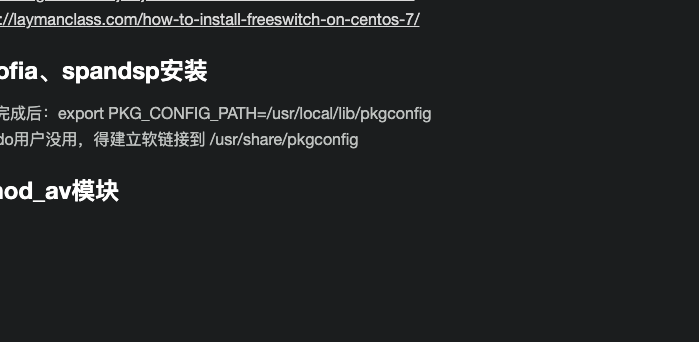 ://laymanclass.com/how-to-install-freeswitch-on-centos-7/
ofia、spandsp安装
完成后：export PKG_CONFIG_PATH=/usr/local/lib/pkgconfig
do用户没用，得建立软链接到 /usr/share/pkgconfig
mod_av模块